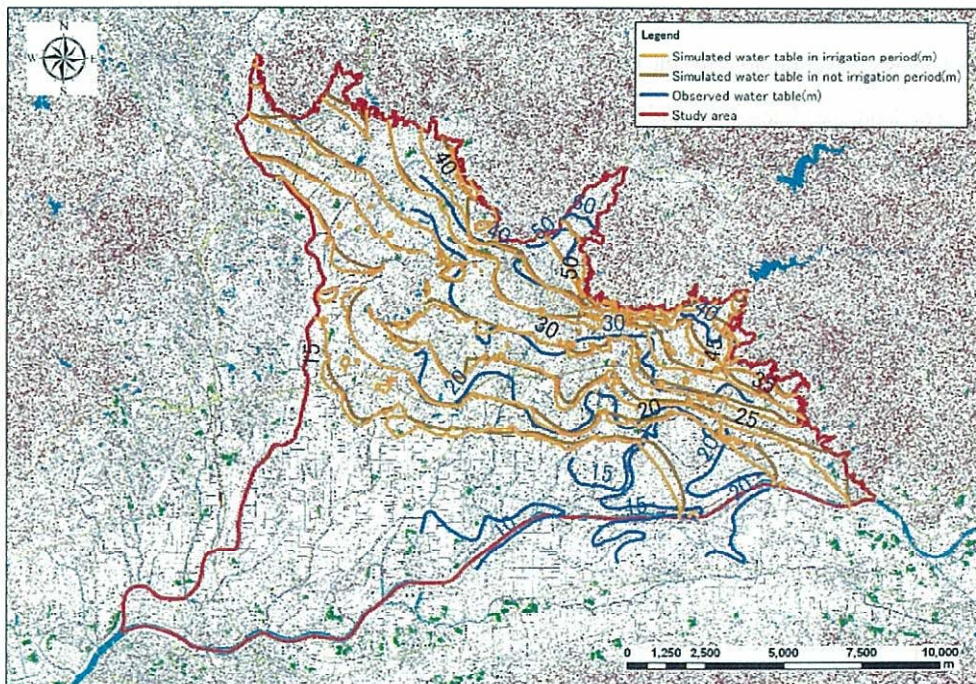 N
W E
N
Legend
Simulated water table in irrigation period(m)
Simulated water table in not irrigation period(m)
Observed water table(m)
Study area
40
60
40
50
50
40
30
30
45
15
20
35
20
25
20
15
20
15
10
0 1,250 2,500 5,000 7,500 10,000
m